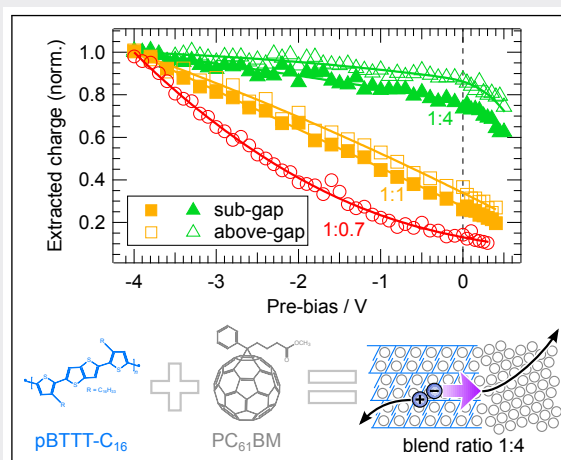 Extracted charge (norm.)
1.0
0.8
0.6
0.4
0.2
1:4
1:1
1:0.7
sub-gap
above-gap
-4
-3
-2
-1
0
Pre-bias / V
R
S
S
S
S
n
R
R = C₁₆H₃₃
pBTTT-C₁₆
O
OCH₃
PC₆₁BM
+
−
blend ratio 1:4